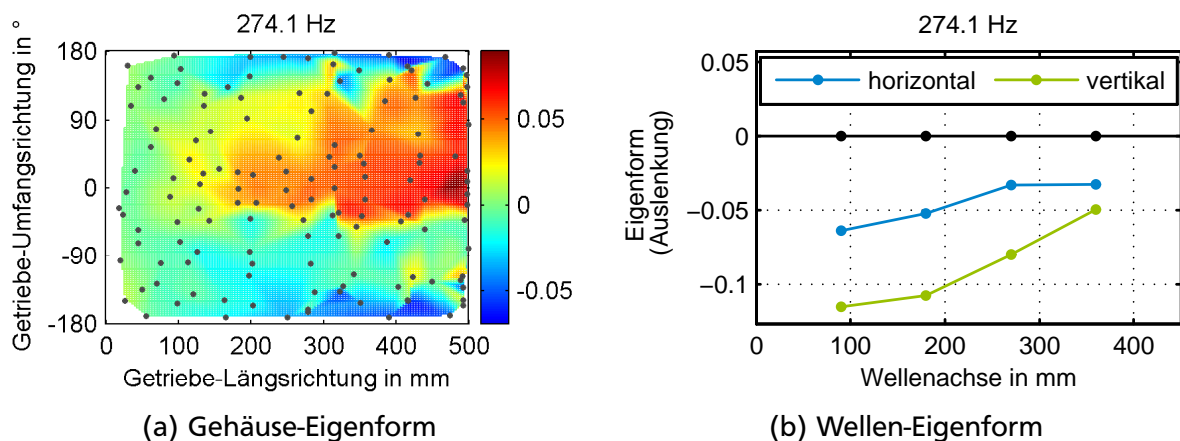 274.1 Hz
Getriebe-Umfangsrichtung in °
180
90
0
-90
-180
0 100 200 300 400 500
Getriebe-Längsrichtung in mm
0.05
0
-0.05
(a) Gehäuse-Eigenform
274.1 Hz
Eigenform
(Auslenkung)
0.05
0
−0.05
−0.1
horizontal vertikal
0 100 200 300 400
Wellenachse in mm
(b) Wellen-Eigenform